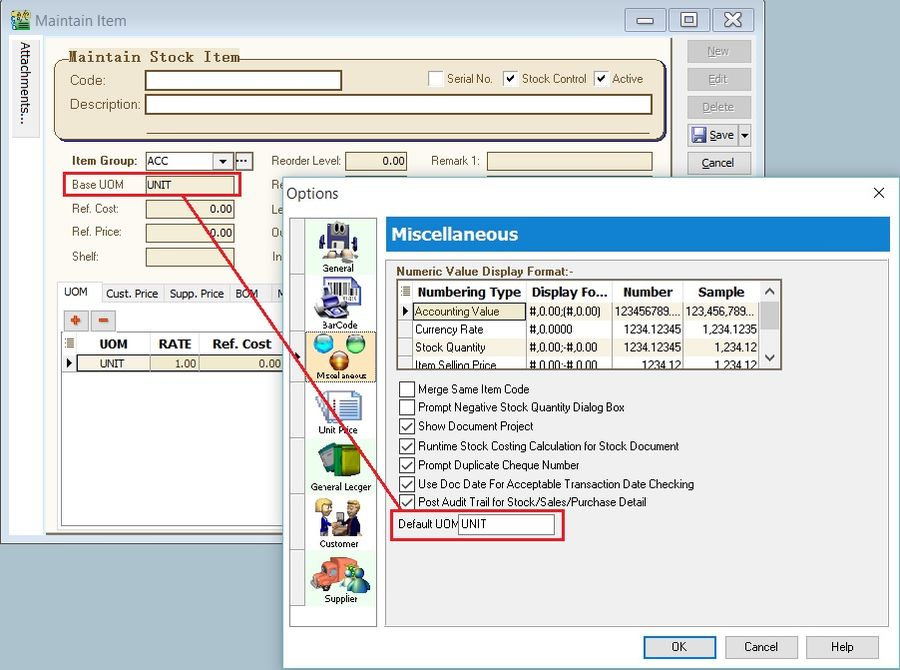 Maintain Item
Attachments...
Maintain Stock Item
Code:
Serial No. Stock Control Active
Description:
New
Edit
Delete
Save
Cancel
Item Group: ACC
Reorder Level: 0.00
Remark 1:
Base UOM UNIT
Ref. Cost: 0.00
Ref. Price: 0.00
Shelf:
UOM Cust. Price Supp. Price BOM
UOM RATE Ref. Cost
UNIT 1.00 0.00
Options
General
BarCode
Miscellaneous
Unit Price
General Ledger
Customer
Supplier
Miscellaneous
Numeric Value Display Format:-
Numbering Type Display Fo... Number Sample
Accounting Value #,0.00;(#,0.00) 123456789.... 123,456,789...
Currency Rate #,0.0000 1234.12345 1,234.1235
Stock Quantity #,0.00;-#,0.00 1234.12345 1,234.12
Item Selling Price #,0.00;-#,0.00 1234.12 1,234.12
Merge Same Item Code
Prompt Negative Stock Quantity Dialog Box
Show Document Project
Runtime Stock Costing Calculation for Stock Document
Prompt Duplicate Cheque Number
Use Doc Date For Acceptable Transaction Date Checking
Post Audit Trail for Stock/Sales/Purchase Detail
Default UOM UNIT
OK
Cancel
Help